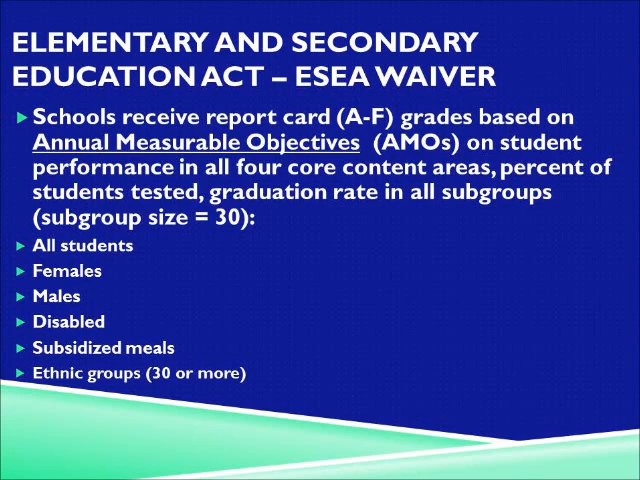 ELEMENTARY AND SECONDARY
EDUCATION ACT – ESEA WAIVER
Schools receive report card (A-F) grades based on
Annual Measurable Objectives (AMOs) on student
performance in all four core content areas, percent of
students tested, graduation rate in all subgroups
(subgroup size = 30):
All students
Females
Males
Disabled
Subsidized meals
Ethnic groups (30 or more)